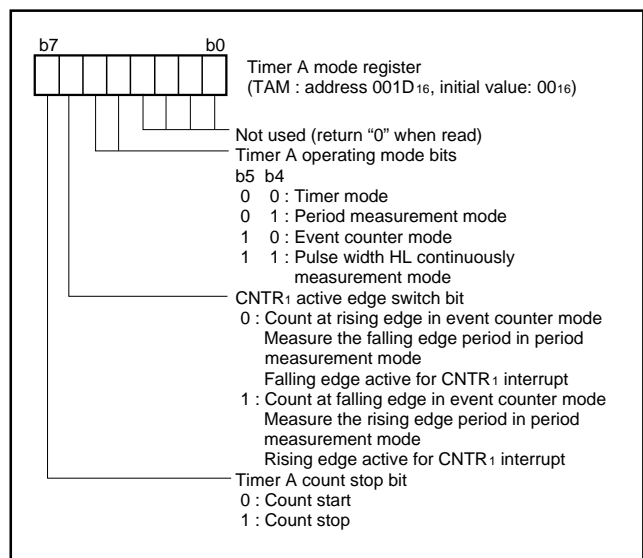 b7 b0
Timer A mode register
(TAM : address 001D16, initial value: 0016)
Not used (return “0” when read)
Timer A operating mode bits
b5 b4
0 0 : Timer mode
0 1 : Period measurement mode
1 0 : Event counter mode
1 1 : Pulse width HL continuously
measurement mode
CNTR1 active edge switch bit
0 : Count at rising edge in event counter mode
Measure the falling edge period in period
measurement mode
Falling edge active for CNTR1 interrupt
1 : Count at falling edge in event counter mode
Measure the rising edge period in period
measurement mode
Rising edge active for CNTR1 interrupt
Timer A count stop bit
0 : Count start
1 : Count stop